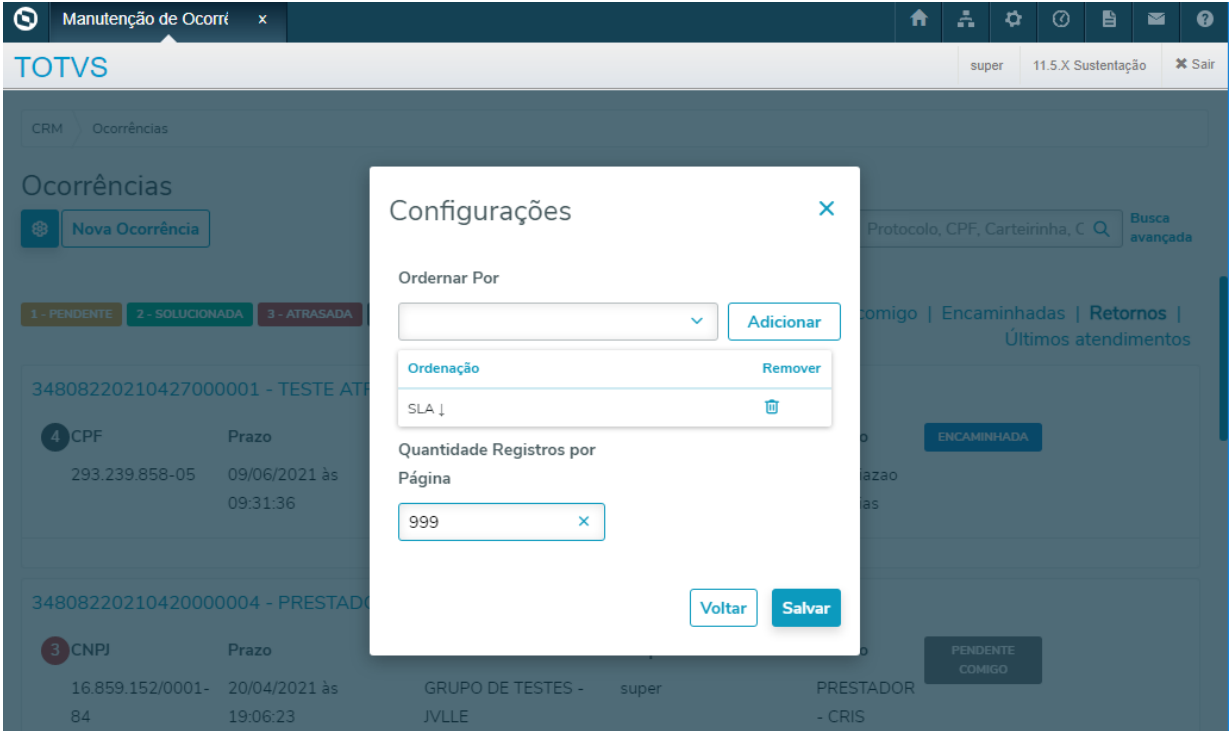 Manutenção de Ocorrê x
TOTVS
super 11.5.X Sustentação ✖ Sair
CRM Ocorrências
Ocorrências
Nova Ocorrência
Protocolo, CPF, Carteirinha, C
Busca
avançada
1 - PENDENTE 2 - SOLUCIONADA 3 - ATRASADA
comigo | Encaminhadas | Retornos |
Últimos atendimentos
Configurações ×
Ordernar Por
Adicionar
Ordenação Remover
SLA ↓
Quantidade Registros por
Página
999 ×
Voltar Salvar
34808220210427000001 - TESTE
4 CPF Prazo
ENCAMINHADA
293.239.858-05 09/06/2021 às
09:31:36
34808220210420000004 - PRESTAD
3 CNPJ Prazo
PENDENTE
COMIGO
16.859.152/0001- 20/04/2021 às GRUPO DE TESTES - super PRESTADOR
84 19:06:23 JVLLE - CRIS